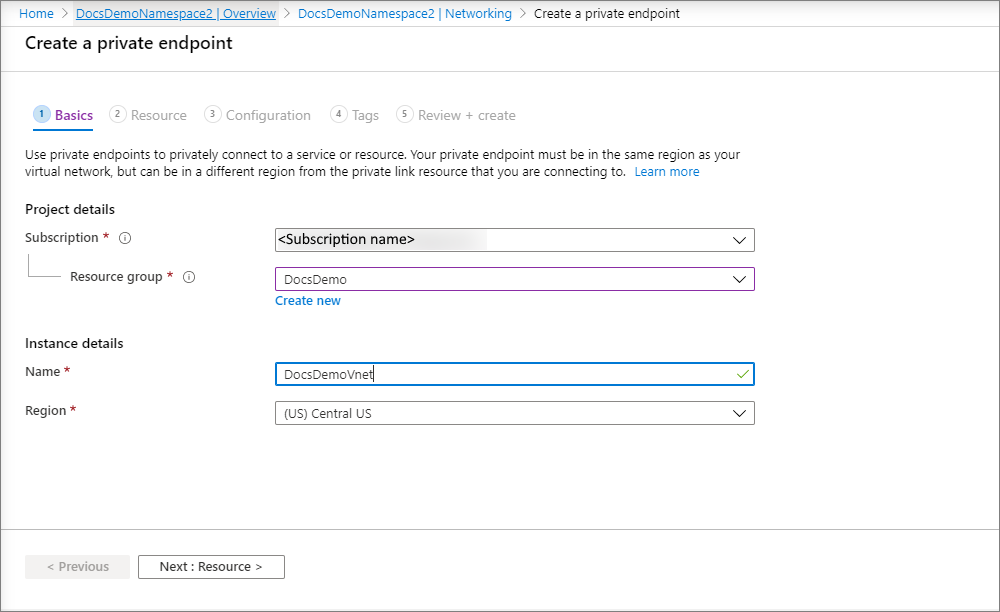 Home > DocsDemoNamespace2 | Overview > DocsDemoNamespace2 | Networking > Create a private endpoint
Create a private endpoint
1 Basics 2 Resource 3 Configuration 4 Tags 5 Review + create
Use private endpoints to privately connect to a service or resource. Your private endpoint must be in the same region as your
virtual network, but can be in a different region from the private link resource that you are connecting to. Learn more
Project details
Subscription * <Subscription name>
Resource group * DocsDemo
Create new
Instance details
Name * DocsDemoVnet
Region * (US) Central US
< Previous Next : Resource >